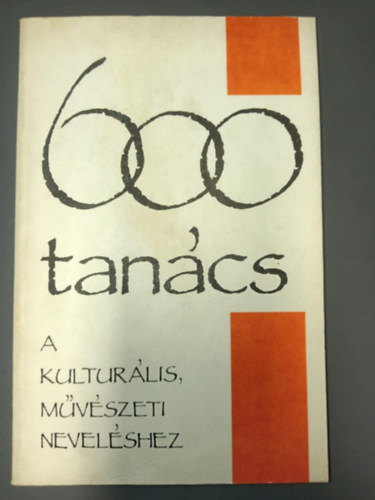 600
tanács
A
KULTURÁLIS,
MŰVÉSZETI
NEVELÉSHEZ